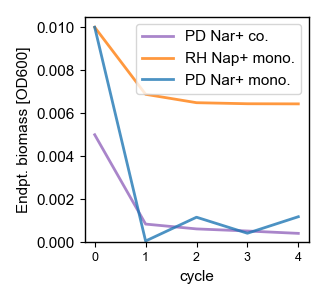 PD Nar+ co.
RH Nap+ mono.
PD Nar+ mono.
Endpt. biomass [OD600]
0.010
0.008
0.006
0.004
0.002
0.000
0 1 2 3 4
cycle